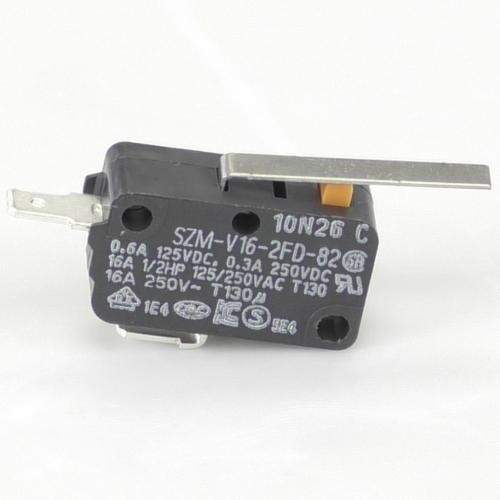 10N26 C
SZM-V16-2FD-82
0.6A 125VDC, 0.3A 250VDC
16A 1/2HP 125/250VAC T130
16A 250V~ T130µ
1E4 5E4